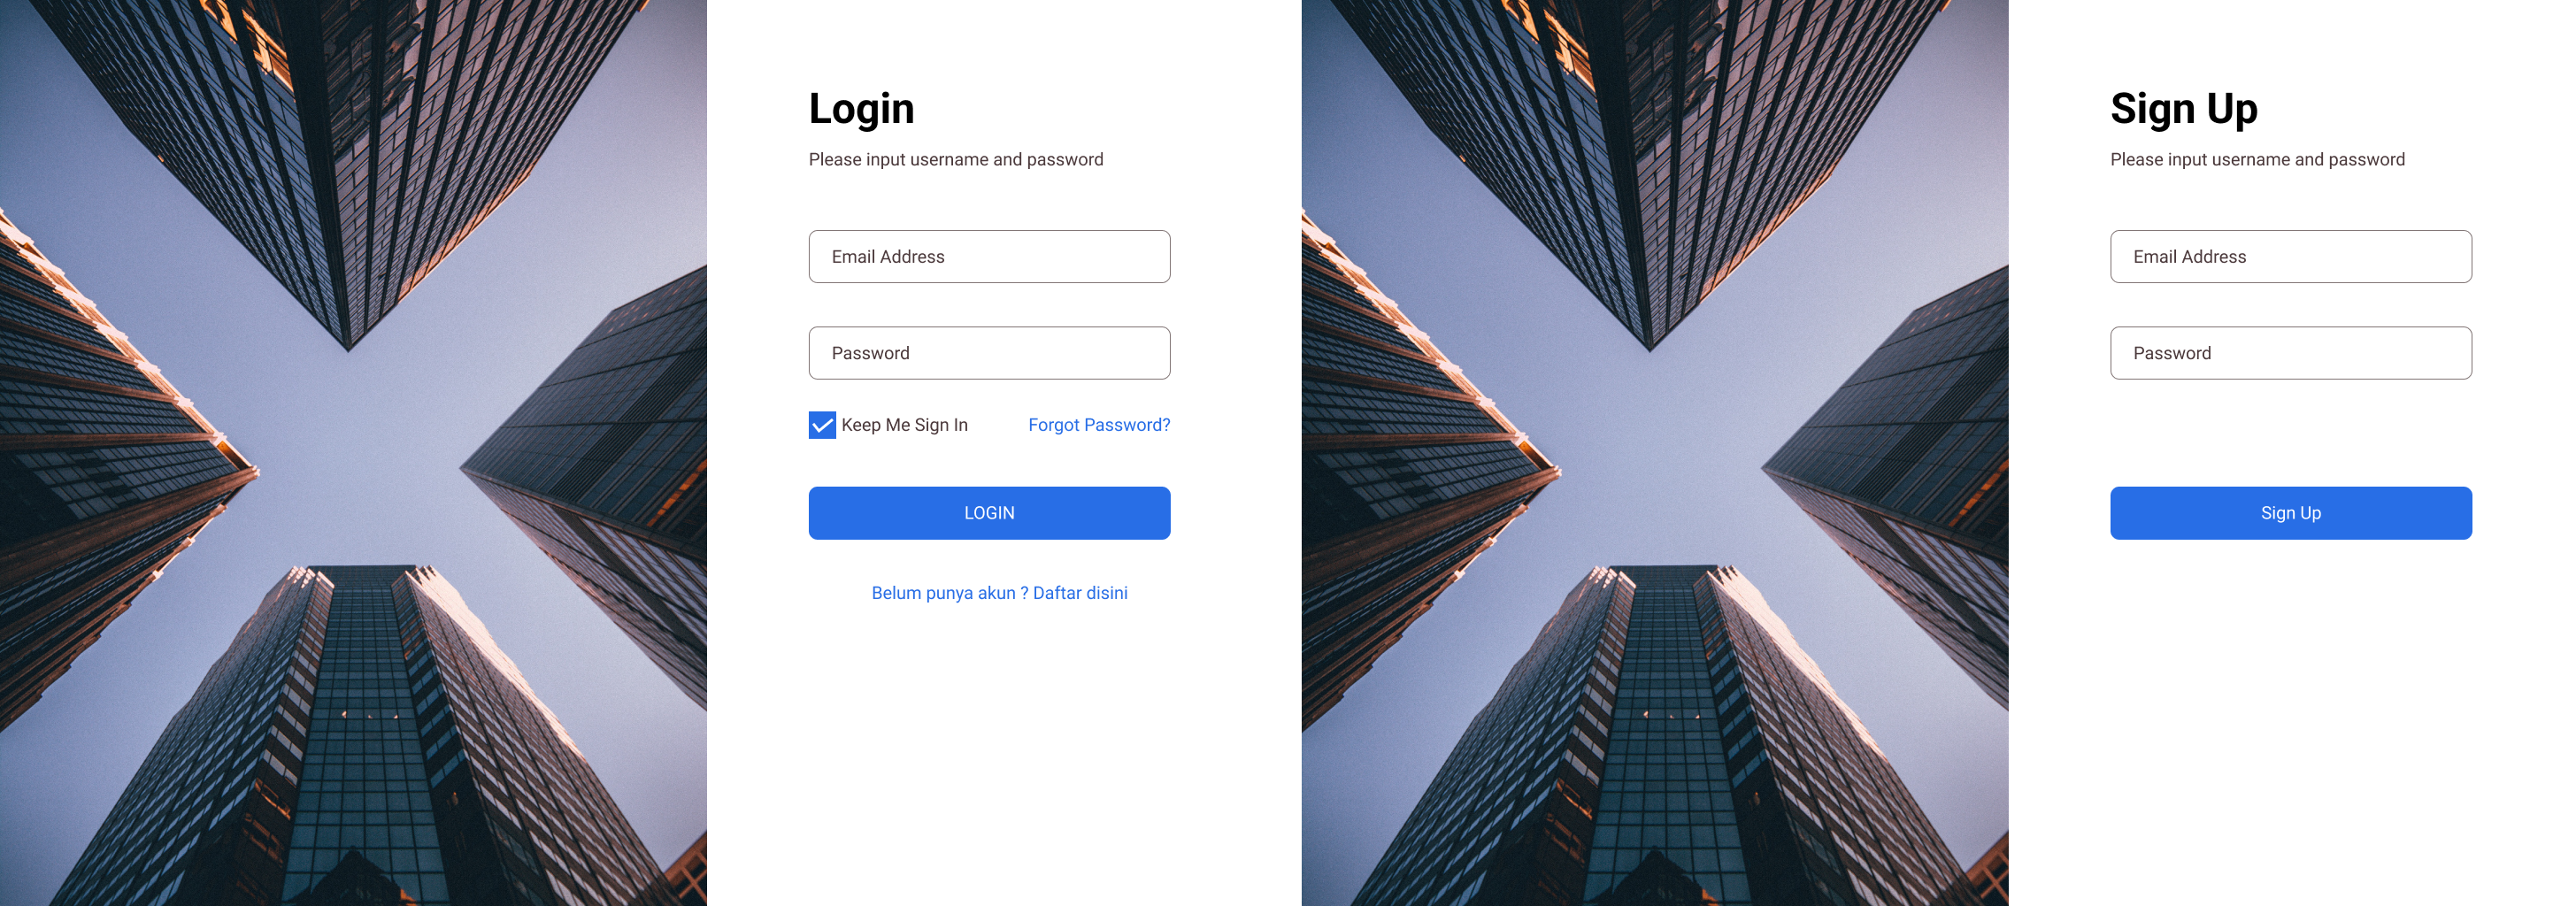 Login
Please input username and password
Email Address
Password
Keep Me Sign In
Forgot Password?
LOGIN
Belum punya akun ? Daftar disini
Sign Up
Please input username and password
Email Address
Password
Sign Up